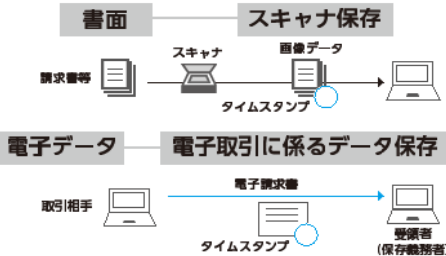 書面
スキャナ保存
スキャナ
画像データ
請求書等
タイムスタンプ
電子データ
電子取引に係るデータ保存
電子請求書
取引相手
タイムスタンプ
受領者
(保存義務者)